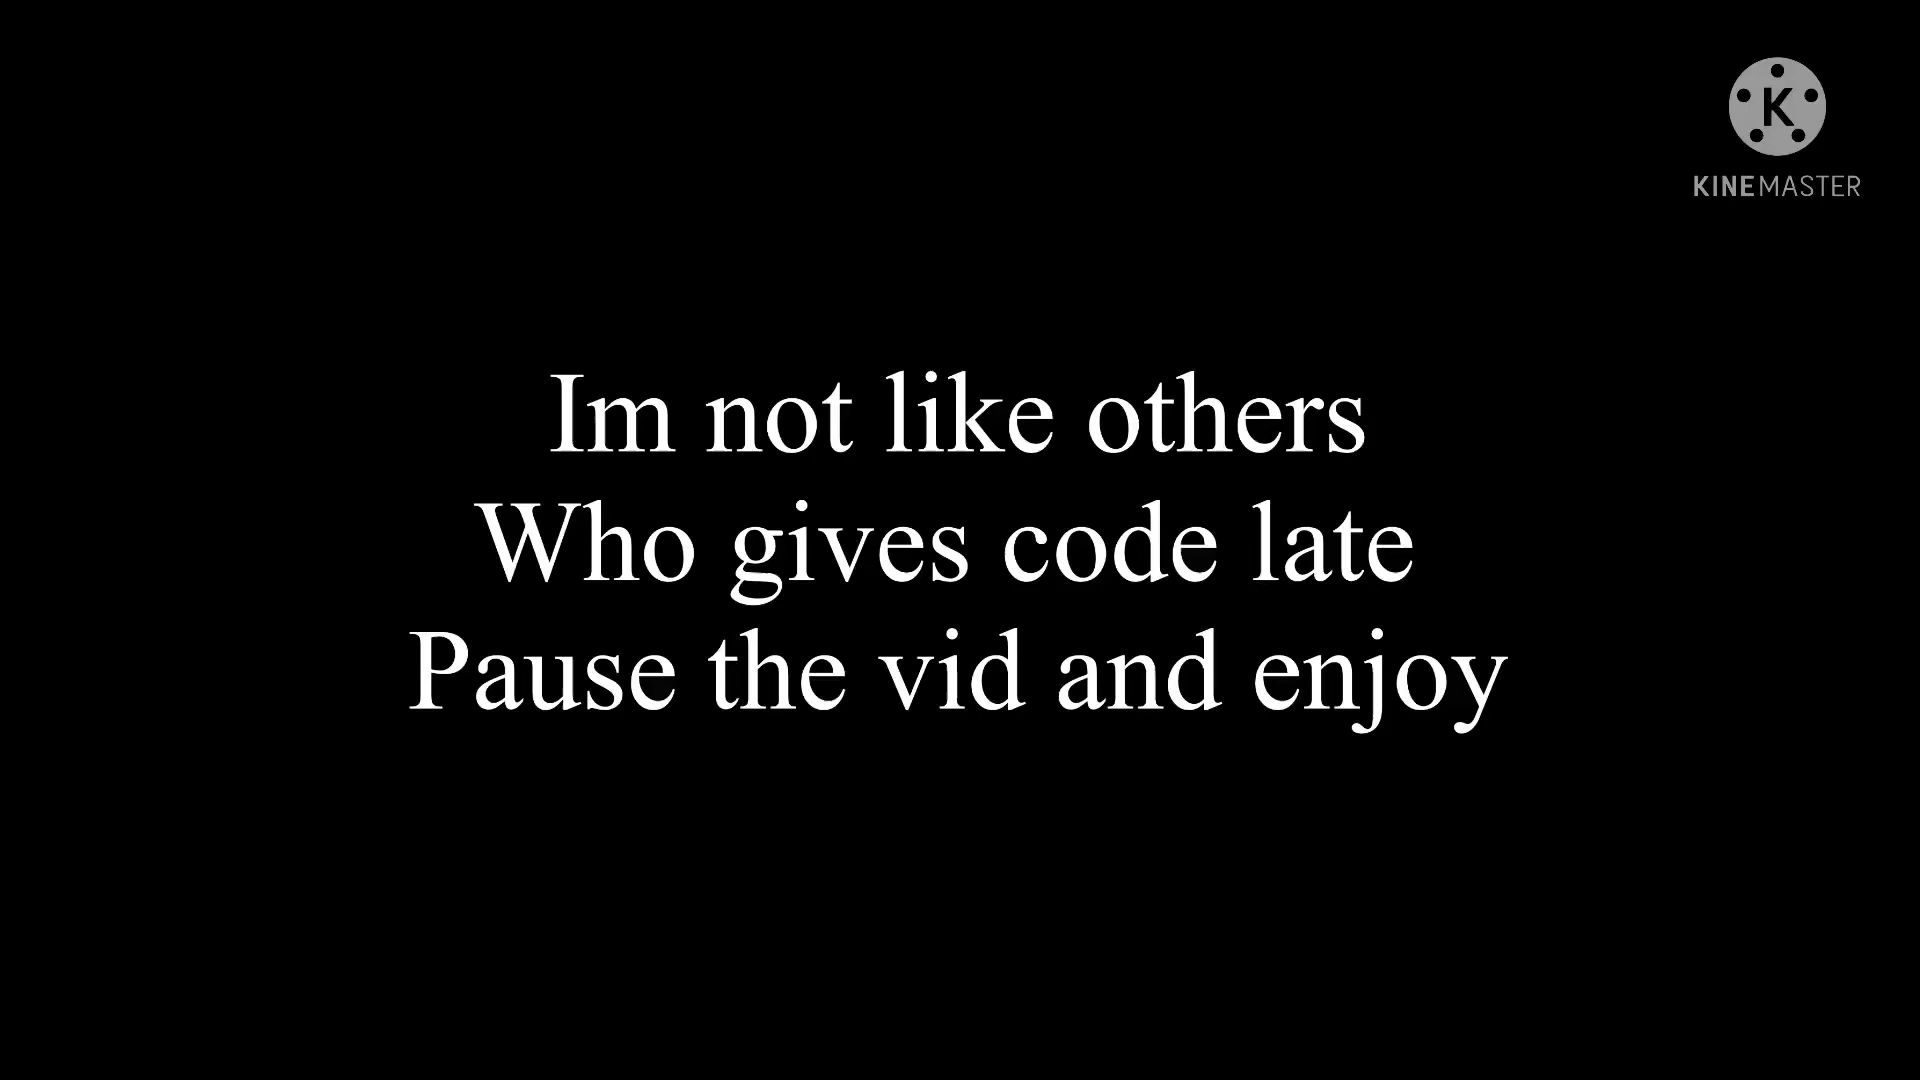 K
KINEMASTER
Im not like others
Who gives code late
Pause the vid and enjoy